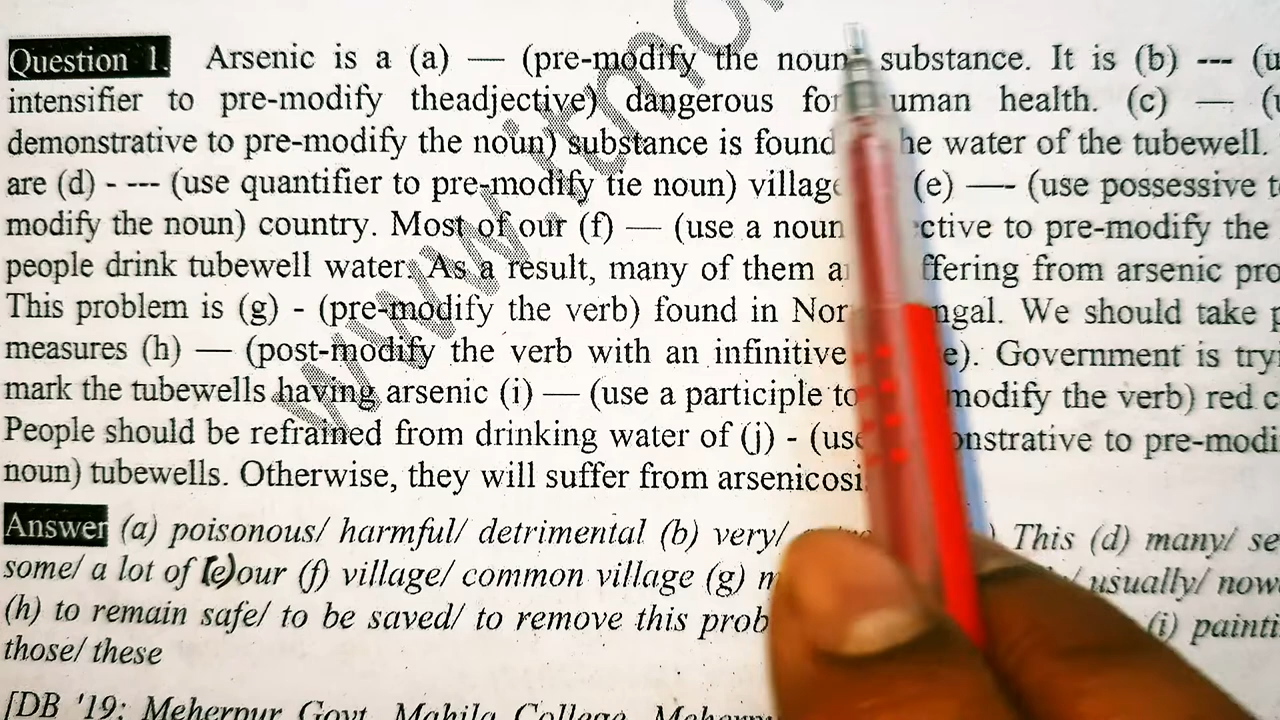 Question 1. Arsenic is a (a) — (pre-modify the noun) substance. It is (b) --- (
intensifier to pre-modify theadjective) dangerous for uman health. (c) — (
demonstrative to pre-modify the noun) substance is found he water of the tubewell.
are (d) - --- (use quantifier to pre-modify tie noun) village (e) —- (use possessive t
modify the noun) country. Most of our (f) — (use a noun ctive to pre-modify the
people drink tubewell water. As a result, many of them a ffering from arsenic pro
This problem is (g) - (pre-modify the verb) found in Nor ngal. We should take p
measures (h) — (post-modify the verb with an infinitive e). Government is tryi
mark the tubewells having arsenic (i) — (use a participle to modify the verb) red c
People should be refrained from drinking water of (j) - (use onstrative to pre-modi
noun) tubewells. Otherwise, they will suffer from arsenicosi
Answer (a) poisonous/ harmful/ detrimental (b) very/ ) This (d) many/ se
some/ a lot of (e) our (f) village/ common village (g) m / usually/ now
(h) to remain safe/ to be saved/ to remove this prob (i) painti
those/ these
[DB '19; Meherpur Govt. Mahila College, Meherp